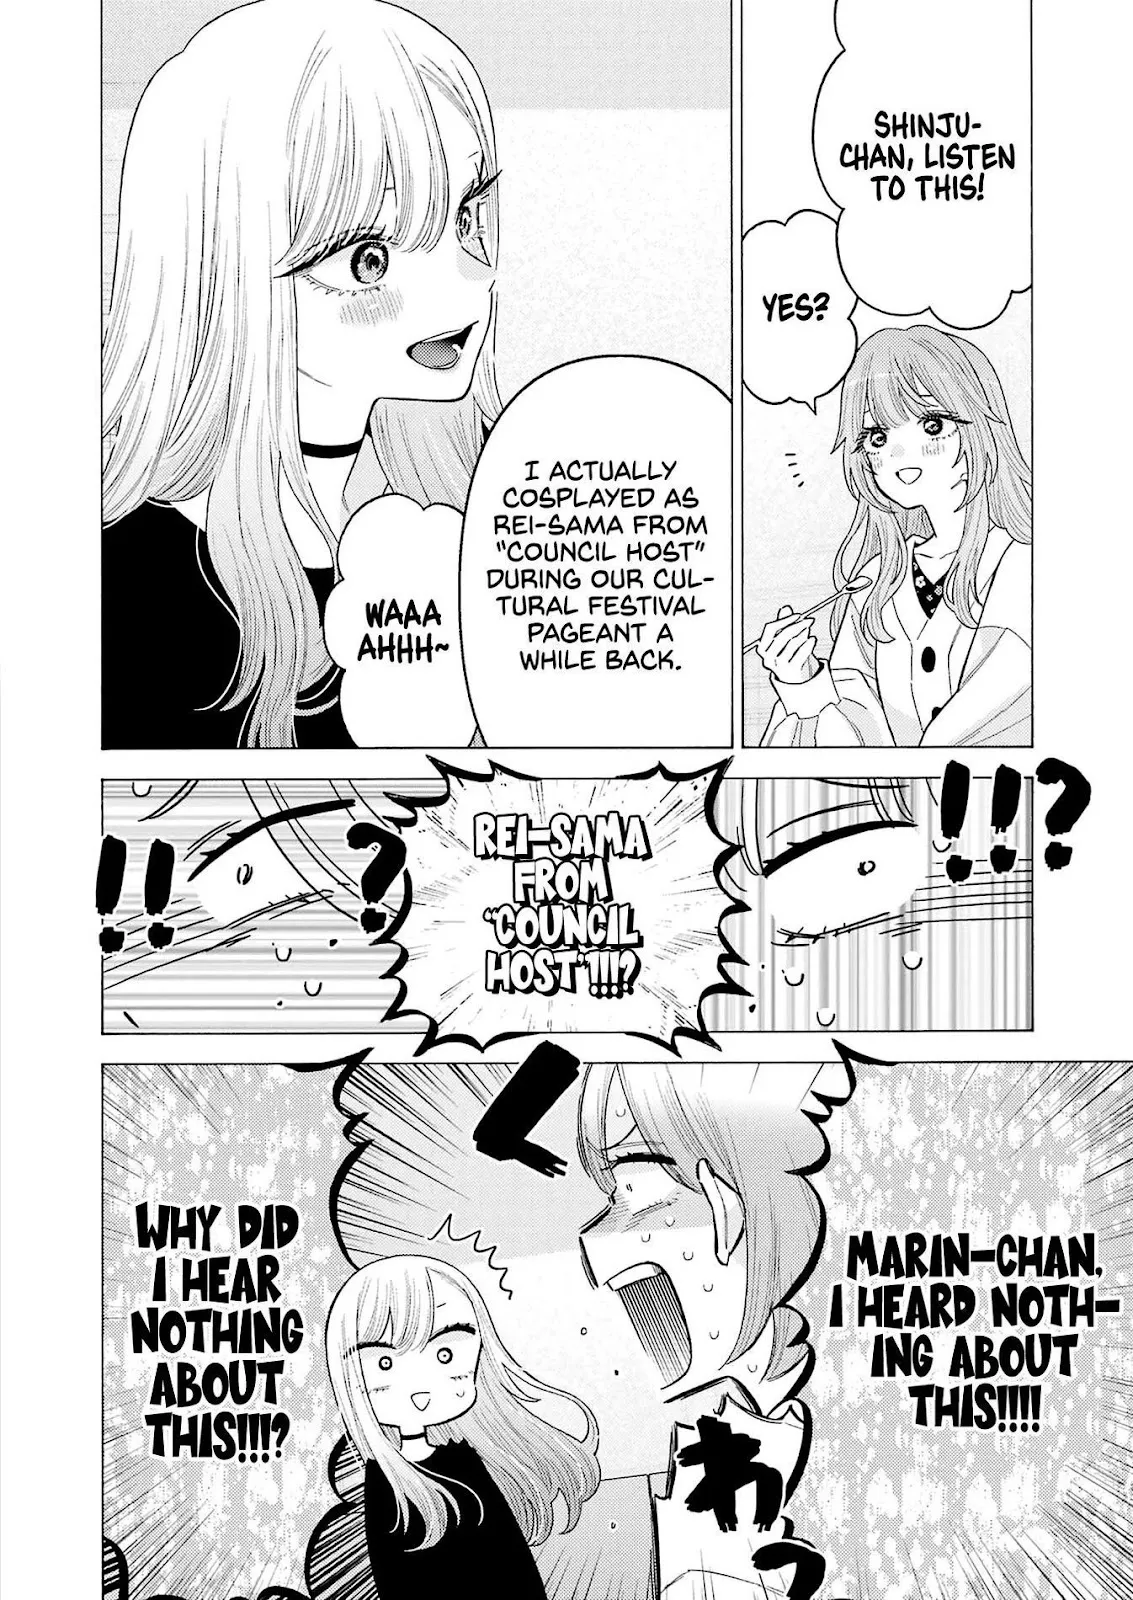 SHINJU-
CHAN, LISTEN
TO THIS!
YES?
I ACTUALLY
COSPLAYED AS
REI-SAMA FROM
"COUNCIL HOST"
DURING OUR CUL-
TURAL FESTIVAL
PAGEANT A
WHILE BACK.
WAAA
AHHH~
!!!?
REI-SAMA
FROM
"COUNCIL
HOST"!!!?
!!?
く
わ
っ
MARIN-CHAN,
I HEARD NOTH-
ING ABOUT
THIS!!!!
WHY DID
I HEAR
NOTHING
ABOUT
THIS!!!?